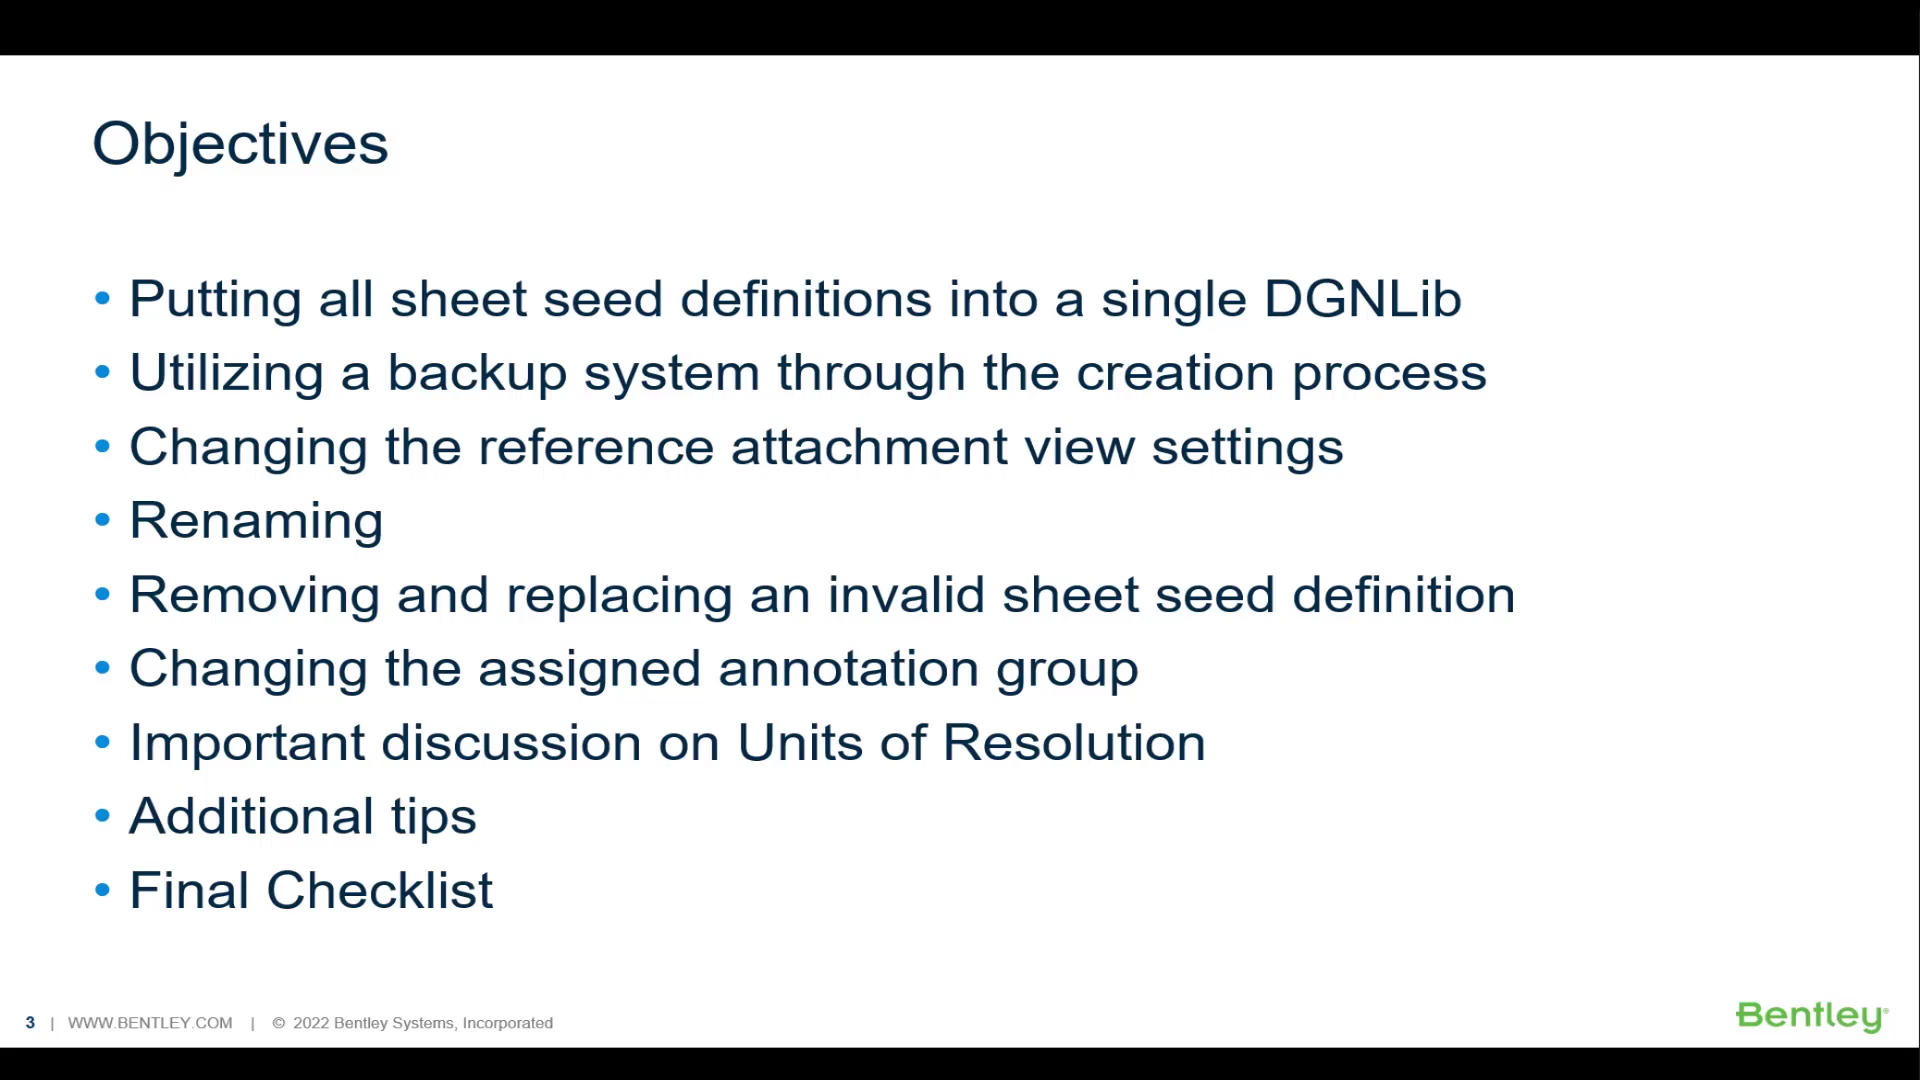 Objectives
• Putting all sheet seed definitions into a single DGNLib
• Utilizing a backup system through the creation process
• Changing the reference attachment view settings
• Renaming
• Removing and replacing an invalid sheet seed definition
• Changing the assigned annotation group
• Important discussion on Units of Resolution
• Additional tips
• Final Checklist
3 | WWW.BENTLEY.COM | © 2022 Bentley Systems, Incorporated
Bentley®